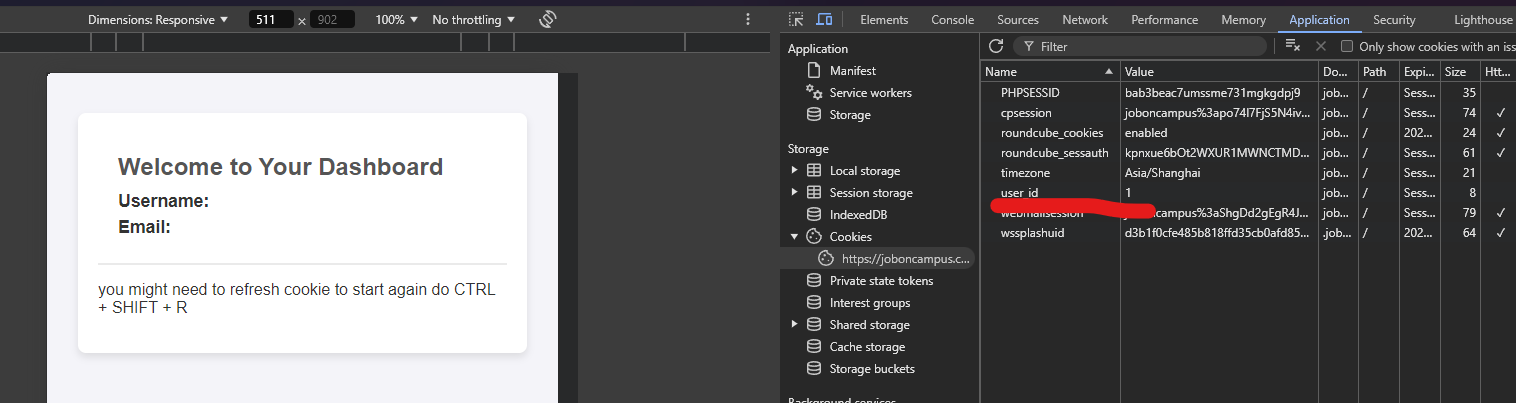 Dimensions: Responsive 511 × 902 100% No throttling
Elements Console Sources Network Performance Memory Application Security Lighthouse
Welcome to Your Dashboard
Username:
Email:
you might need to refresh cookie to start again do CTRL
+ SHIFT + R
Application
Manifest
Service workers
Storage
Storage
Local storage
Session storage
IndexedDB
Cookies
https://joboncampus.c...
Private state tokens
Interest groups
Shared storage
Cache storage
Storage buckets
Background services
Filter Only show cookies with an iss
Name Value Do... Path Expi... Size Htt...
PHPSESSID bab3beac7umssme731mgkgdpj9 job... / Sess... 35
cpsession joboncampus%3apo74I7FjS5N4iv... job... / Sess... 74 ✓
roundcube_cookies enabled job... / 202... 24 ✓
roundcube_sessauth kpnxue6bOt2WXUR1MWNCTMD... job... / Sess... 61 ✓
timezone Asia/Shanghai job... / Sess... 21
user_id 1 job... / Sess... 8
webmailsession campus%3aShgDd2gEgR4J... job... / Sess... 79 ✓
wssplashuid d3b1f0cfe485b818ffd35cb0afd85... .job... / 202... 64 ✓